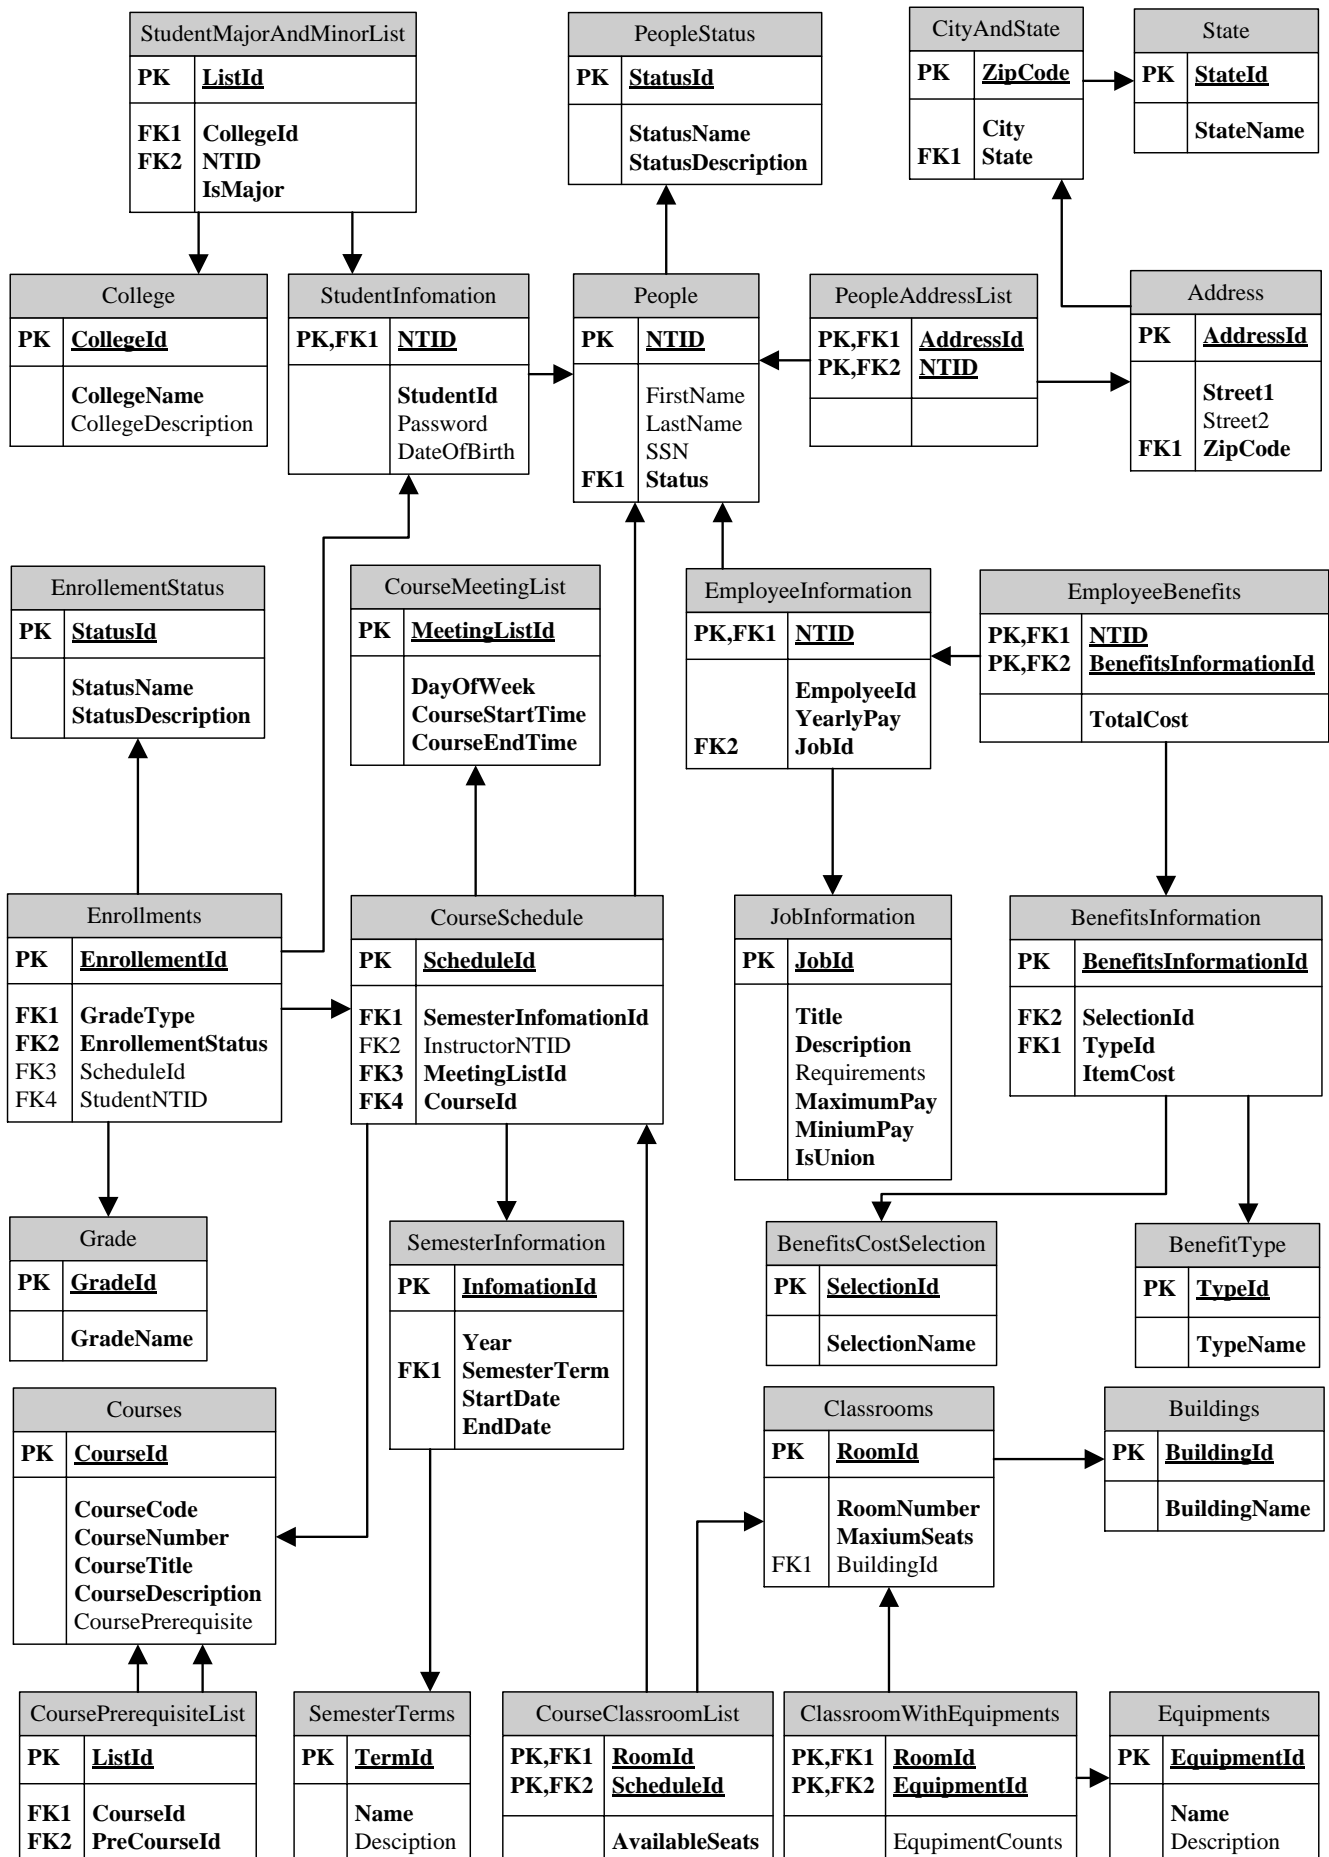 StudentMajorAndMinorList
PK ListId
FK1 CollegeId
FK2 NTID
IsMajor
PeopleStatus
PK StatusId
StatusName
StatusDescription
CityAndState
PK ZipCode
City
FK1 State
State
PK StateId
StateName
College
PK CollegeId
CollegeName
CollegeDescription
StudentInfomation
PK,FK1 NTID
StudentId
Password
DateOfBirth
People
PK NTID
FirstName
LastName
SSN
FK1 Status
PeopleAddressList
PK,FK1 AddressId
PK,FK2 NTID
Address
PK AddressId
Street1
Street2
FK1 ZipCode
EnrollementStatus
PK StatusId
StatusName
StatusDescription
CourseMeetingList
PK MeetingListId
DayOfWeek
CourseStartTime
CourseEndTime
EmployeeInformation
PK,FK1 NTID
EmpolyeeId
YearlyPay
FK2 JobId
EmployeeBenefits
PK,FK1 NTID
PK,FK2 BenefitsInformationId
TotalCost
Enrollments
PK EnrollementId
FK1 GradeType
FK2 EnrollementStatus
FK3 ScheduleId
FK4 StudentNTID
CourseSchedule
PK ScheduleId
FK1 SemesterInfomationId
FK2 InstructorNTID
FK3 MeetingListId
FK4 CourseId
JobInformation
PK JobId
Title
Description
Requirements
MaximumPay
MiniumPay
IsUnion
BenefitsInformation
PK BenefitsInformationId
FK2 SelectionId
FK1 TypeId
ItemCost
Grade
PK GradeId
GradeName
SemesterInformation
PK InfomationId
Year
FK1 SemesterTerm
StartDate
EndDate
BenefitsCostSelection
PK SelectionId
SelectionName
BenefitType
PK TypeId
TypeName
Courses
PK CourseId
CourseCode
CourseNumber
CourseTitle
CourseDescription
CoursePrerequisite
Classrooms
PK RoomId
RoomNumber
MaxiumSeats
FK1 BuildingId
Buildings
PK BuildingId
BuildingName
CoursePrerequisiteList
PK ListId
FK1 CourseId
FK2 PreCourseId
SemesterTerms
PK TermId
Name
Desciption
CourseClassroomList
PK,FK1 RoomId
PK,FK2 ScheduleId
AvailableSeats
ClassroomWithEquipments
PK,FK1 RoomId
PK,FK2 EquipmentId
EqupimentCounts
Equipments
PK EquipmentId
Name
Description